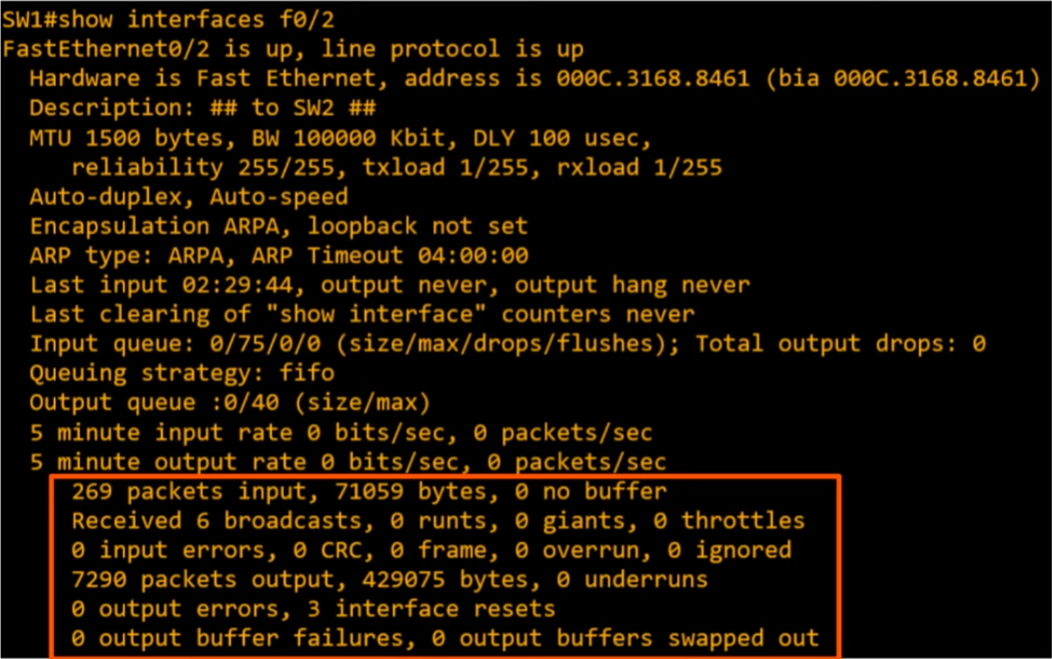 SW1#show interfaces f0/2
FastEthernet0/2 is up, line protocol is up
Hardware is Fast Ethernet, address is 000C.3168.8461 (bia 000C.3168.8461)
Description: ## to SW2 ##
MTU 1500 bytes, BW 100000 Kbit, DLY 100 usec,
reliability 255/255, txload 1/255, rxload 1/255
Auto-duplex, Auto-speed
Encapsulation ARPA, loopback not set
ARP type: ARPA, ARP Timeout 04:00:00
Last input 02:29:44, output never, output hang never
Last clearing of "show interface" counters never
Input queue: 0/75/0/0 (size/max/drops/flushes); Total output drops: 0
Queuing strategy: fifo
Output queue :0/40 (size/max)
5 minute input rate 0 bits/sec, 0 packets/sec
5 minute output rate 0 bits/sec, 0 packets/sec
269 packets input, 71059 bytes, 0 no buffer
Received 6 broadcasts, 0 runts, 0 giants, 0 throttles
0 input errors, 0 CRC, 0 frame, 0 overrun, 0 ignored
7290 packets output, 429075 bytes, 0 underruns
0 output errors, 3 interface resets
0 output buffer failures, 0 output buffers swapped out